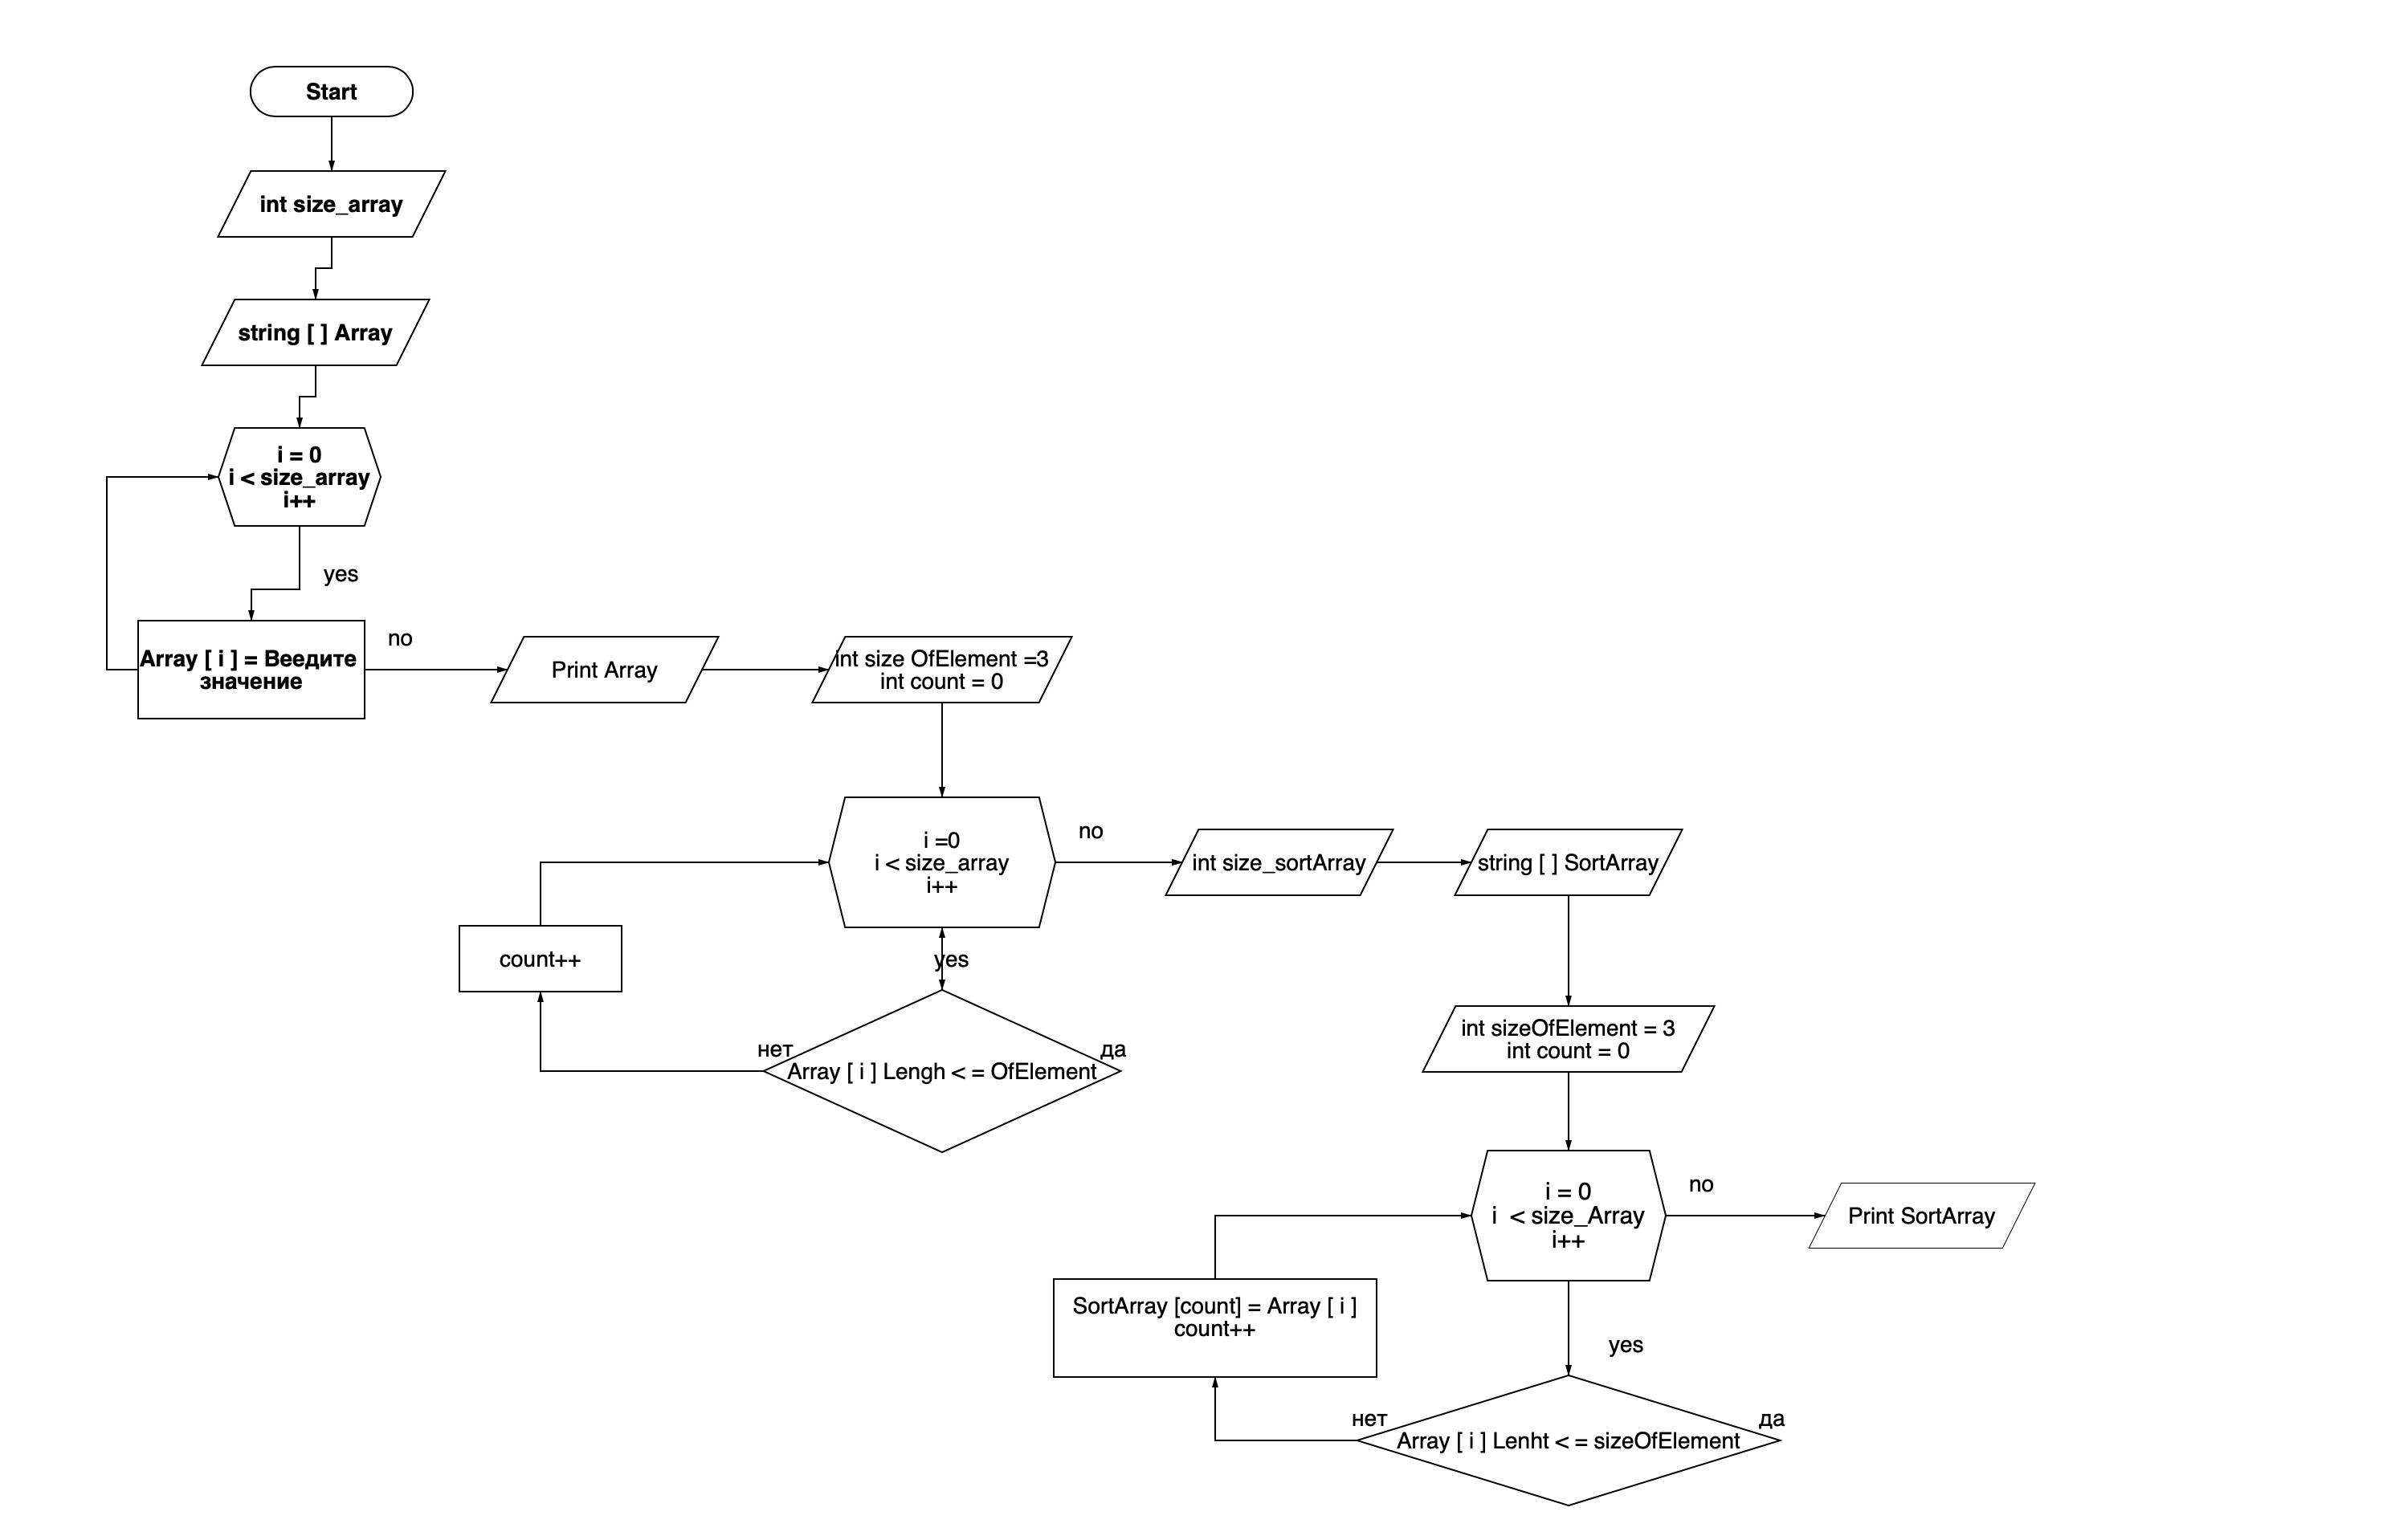 Start
int size_array
string [ ] Array
i = 0
i < size_array
i++
yes
Array [ i ] = Веедите
значение
no
Print Array
int size OfElement =3
int count = 0
i =0
i < size_array
i++
no
int size_sortArray
string [ ] SortArray
count++
yes
нет
да
Array [ i ] Lengh < = OfElement
int sizeOfElement = 3
int count = 0
i = 0
i  < size_Array
i++
no
Print SortArray
SortArray [count] = Array [ i ]
count++
yes
нет
да
Array [ i ] Lenht < = sizeOfElement